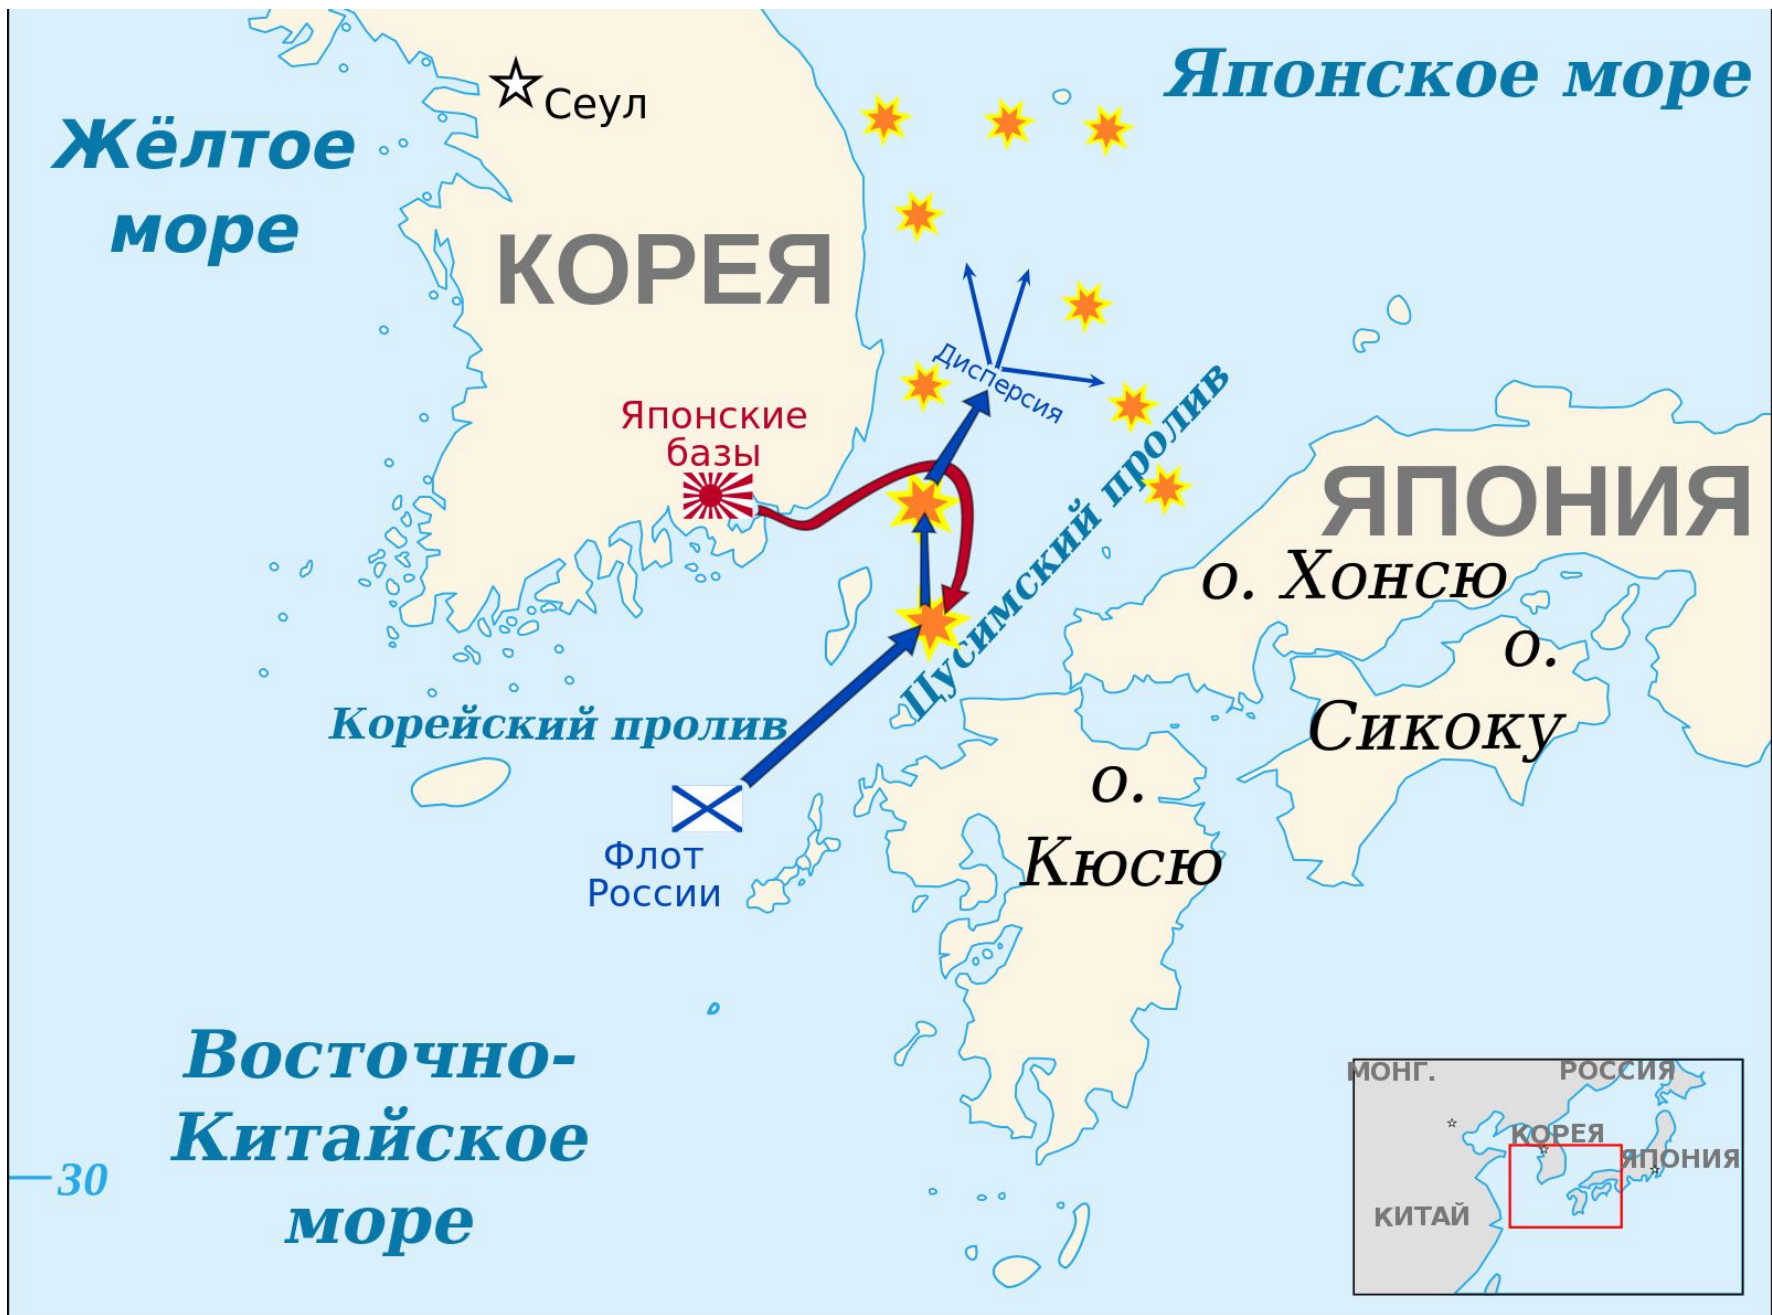 Японское море
Сеул
Жёлтое
море
КОРЕЯ
Дисперсия
Японские
базы
Цусимский пролив
ЯПОНИЯ
о. Хонсю
о.
Сикоку
Корейский пролив
о.
Кюсю
Флот
России
Восточно-
Китайское
море
30
МОНГ.
РОССИЯ
КОРЕЯ
ЯПОНИЯ
КИТАЙ